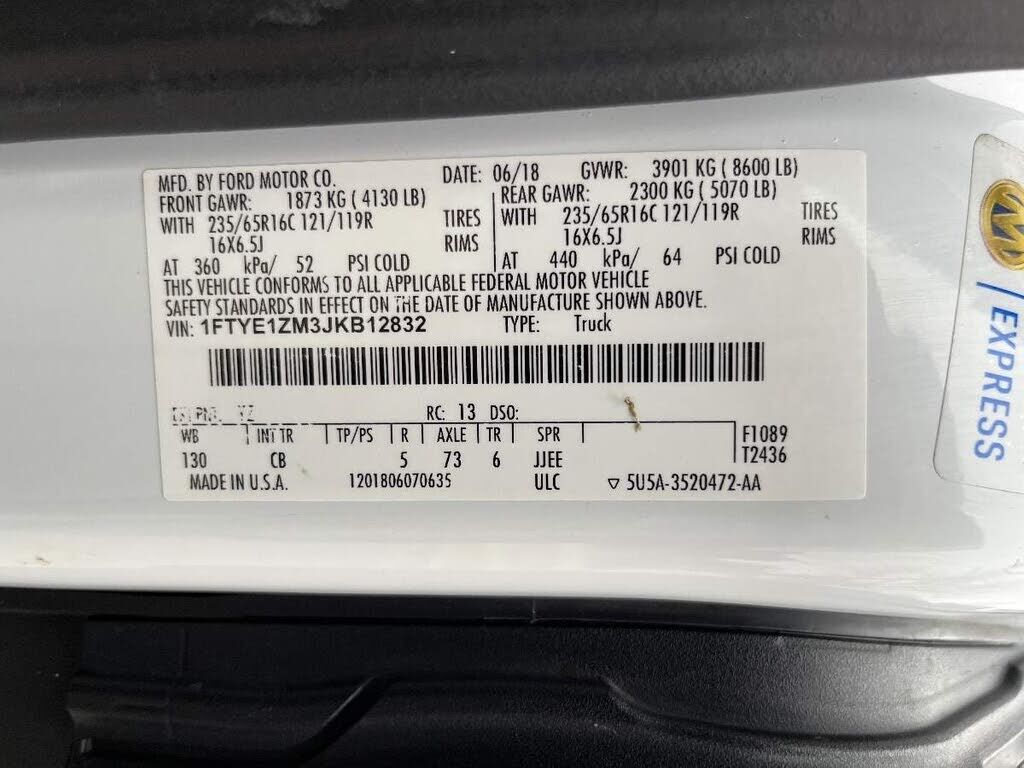 MFD. BY FORD MOTOR CO. DATE: 06/18 GVWR: 3901 KG ( 8600 LB)
FRONT GAWR: 1873 KG ( 4130 LB) REAR GAWR: 2300 KG ( 5070 LB)
WITH 235/65R16C 121/119R TIRES WITH 235/65R16C 121/119R TIRES
16X6.5J RIMS 16X6.5J RIMS
AT 360 kPa/ 52 PSI COLD AT 440 kPa/ 64 PSI COLD
THIS VEHICLE CONFORMS TO ALL APPLICABLE FEDERAL MOTOR VEHICLE
SAFETY STANDARDS IN EFFECT ON THE DATE OF MANUFACTURE SHOWN ABOVE.
VIN: 1FTYE1ZM3JKB12832 TYPE: Truck
EXT PNT: YZ RC: 13 DSO:
WB INT TR TP/PS R AXLE TR SPR F1089
130 CB 5 73 6 JJEE T2436
MADE IN U.S.A. 1201806070635 ULC ▽ 5U5A-3520472-AA
M / EXPRESS